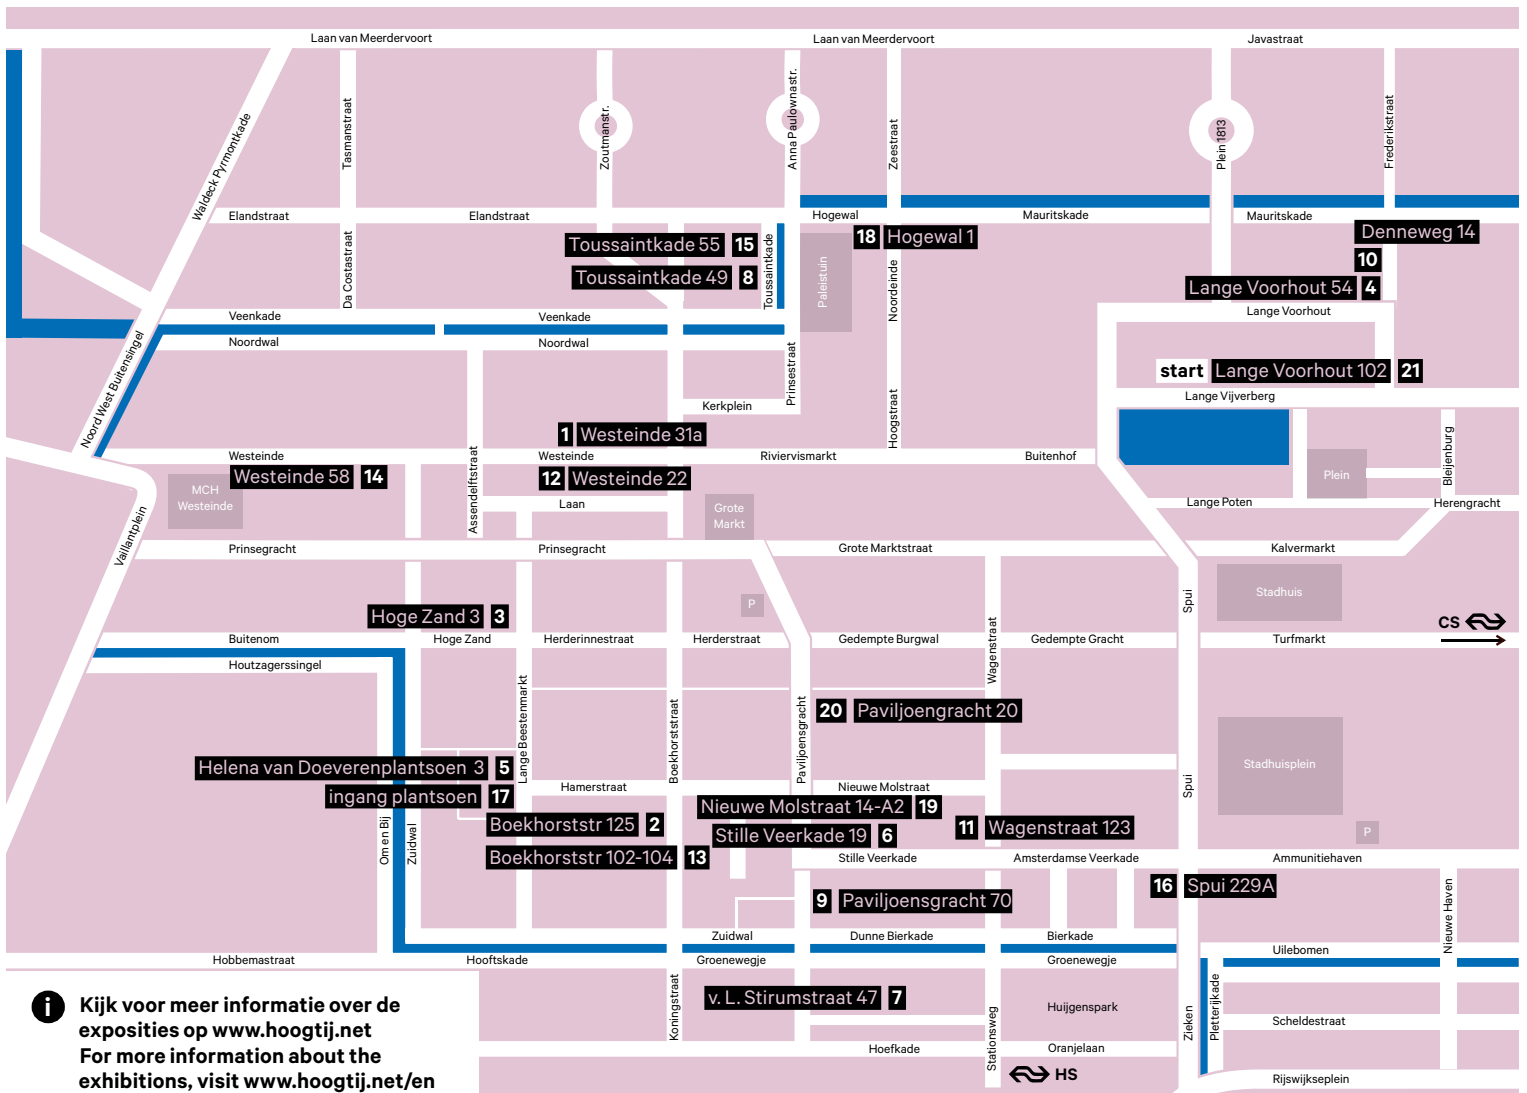 Laan van Meerdervoort
Laan van Meerdervoort
Javastraat
Waldeck Pyrmontkade
Tasmanstraat
Zoutmanstr.
Anna Paulownastr.
Zeestraat
Plein 1813
Frederikstraat
Elandstraat
Elandstraat
Hogewal
Mauritskade
Mauritskade
Toussaintkade 55 15
Toussaintkade 49 8
18 Hogewal 1
Denneweg 14
10
Lange Voorhout 54 4
Da Costastraat
Toussaintkade
Paleistuin
Noordeinde
Lange Voorhout
Veenkade
Veenkade
Noordwal
Noordwal
Noord West Buitensingel
Prinsestraat
Hoogstraat
start Lange Voorhout 102 21
Lange Vijverberg
Kerkplein
1 Westeinde 31a
Westeinde
Westeinde
Riviervismarkt
Buitenhof
Westeinde 58 14
12 Westeinde 22
MCH
Westeinde
Assendelftstraat
Laan
Grote
Markt
Plein
Bleijenburg
Lange Poten
Herengracht
Vaillantplein
Prinsegracht
Prinsegracht
Grote Marktstraat
Kalvermarkt
Stadhuis
Spui
P
Hoge Zand 3 3
CS
Buitenom
Hoge Zand
Herderinnestraat
Herderstraat
Gedempte Burgwal
Gedempte Gracht
Turfmarkt
Wagenstraat
Houtzagerssingel
Lange Beestenmarkt
Boekhorststraat
Paviljoensgracht
20 Paviljoengracht 20
Stadhuisplein
Spui
P
Helena van Doeverenplantsoen 3 5
ingang plantsoen 17
Hamerstraat
Nieuwe Molstraat
Nieuwe Molstraat 14-A2 19
Boekhorststr 125 2
Stille Veerkade 19 6
11 Wagenstraat 123
Boekhorststr 102-104 13
Om en Bij
Zuidwal
Stille Veerkade
Amsterdamse Veerkade
Ammunitiehaven
16 Spui 229A
9 Paviljoensgracht 70
Nieuwe Haven
Zuidwal
Dunne Bierkade
Bierkade
Uilebomen
Hobbemastraat
Hooftskade
Groenewegje
Groenewegje
v. L. Stirumstraat 47 7
Koningstraat
Stationsweg
Huijgenspark
Zieken
Pletterijkade
Scheldestraat
Hoefkade
Oranjelaan
HS
Rijswijkseplein
i Kijk voor meer informatie over de
exposities op www.hoogtij.net
For more information about the
exhibitions, visit www.hoogtij.net/en